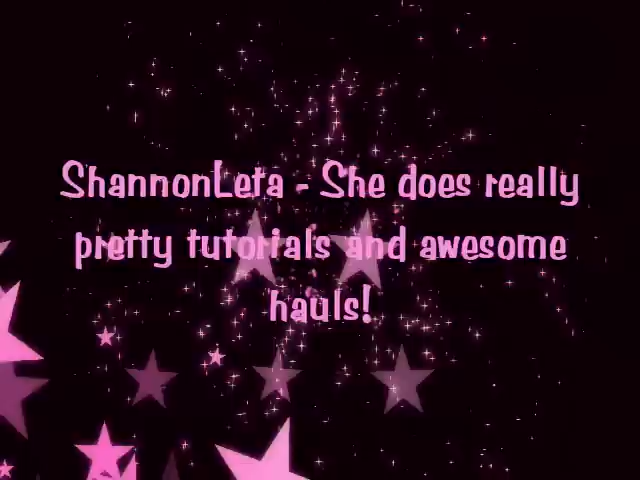 ShannonLeta - She does really
pretty tutorials and awesome
hauls!